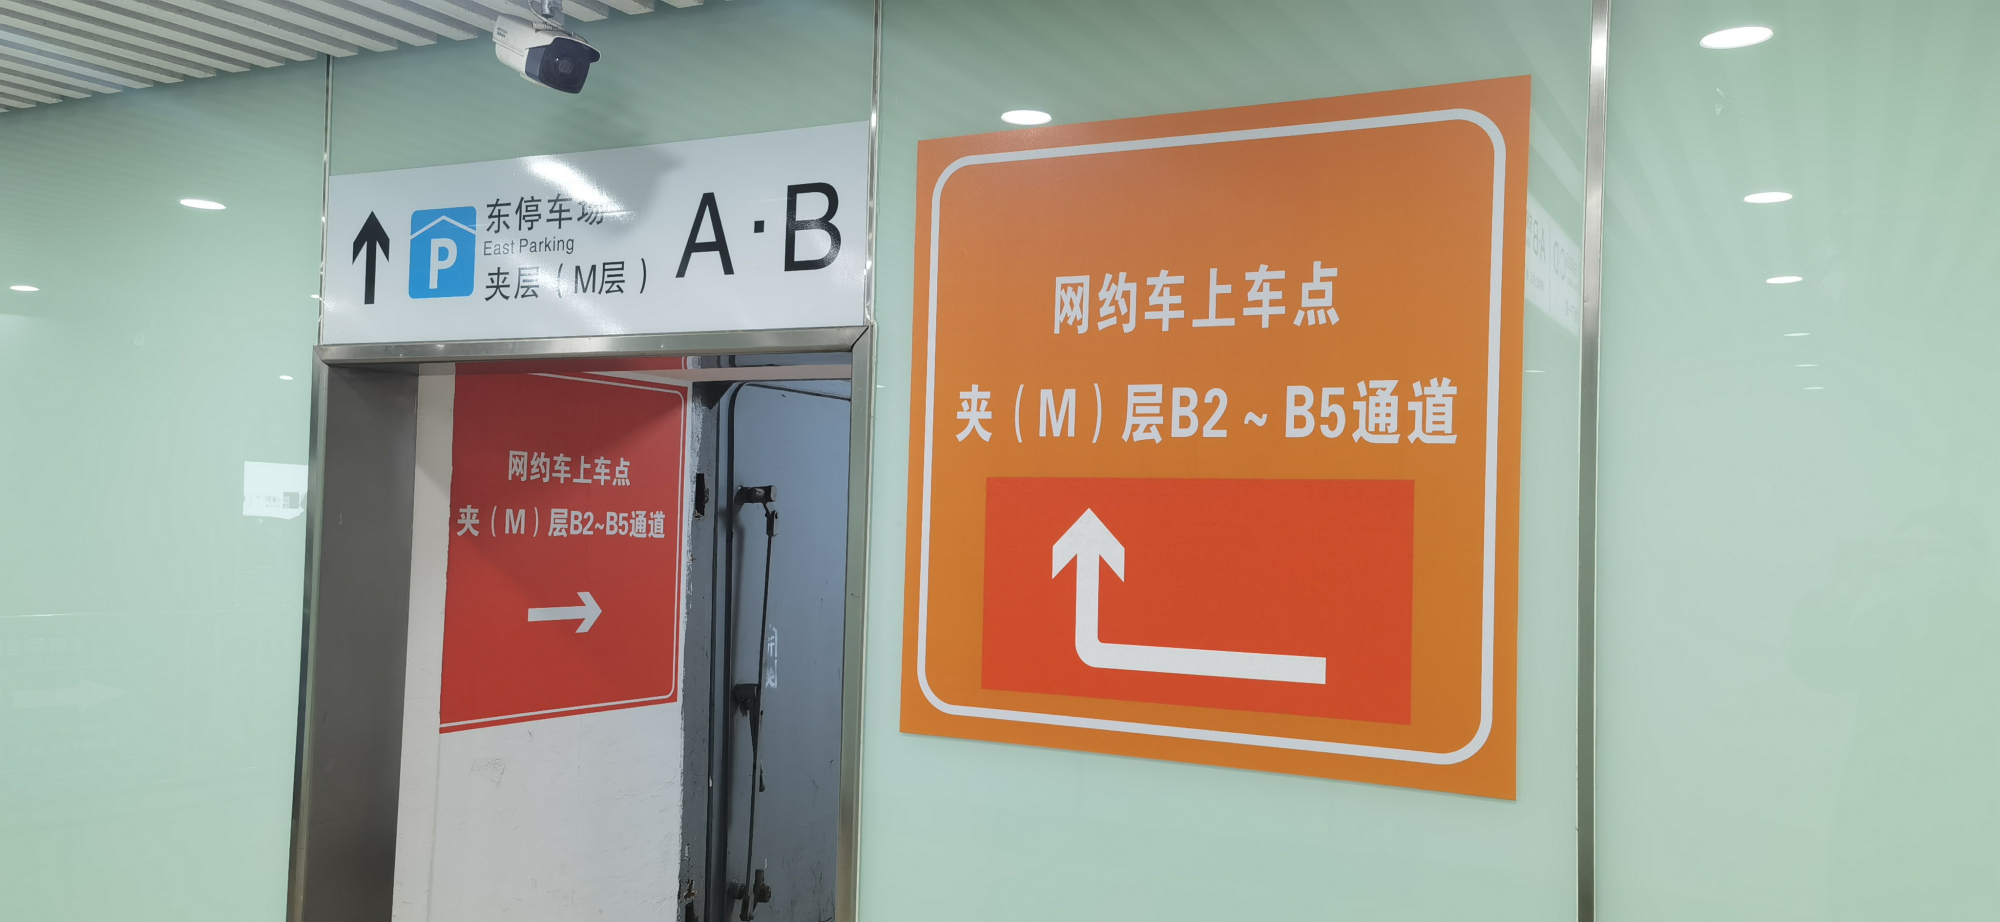 P
东停车场
East Parking
夹层（M层）
A·B
网约车上车点
夹（M）层B2～B5通道
网约车上车点
夹（M）层B2~B5通道